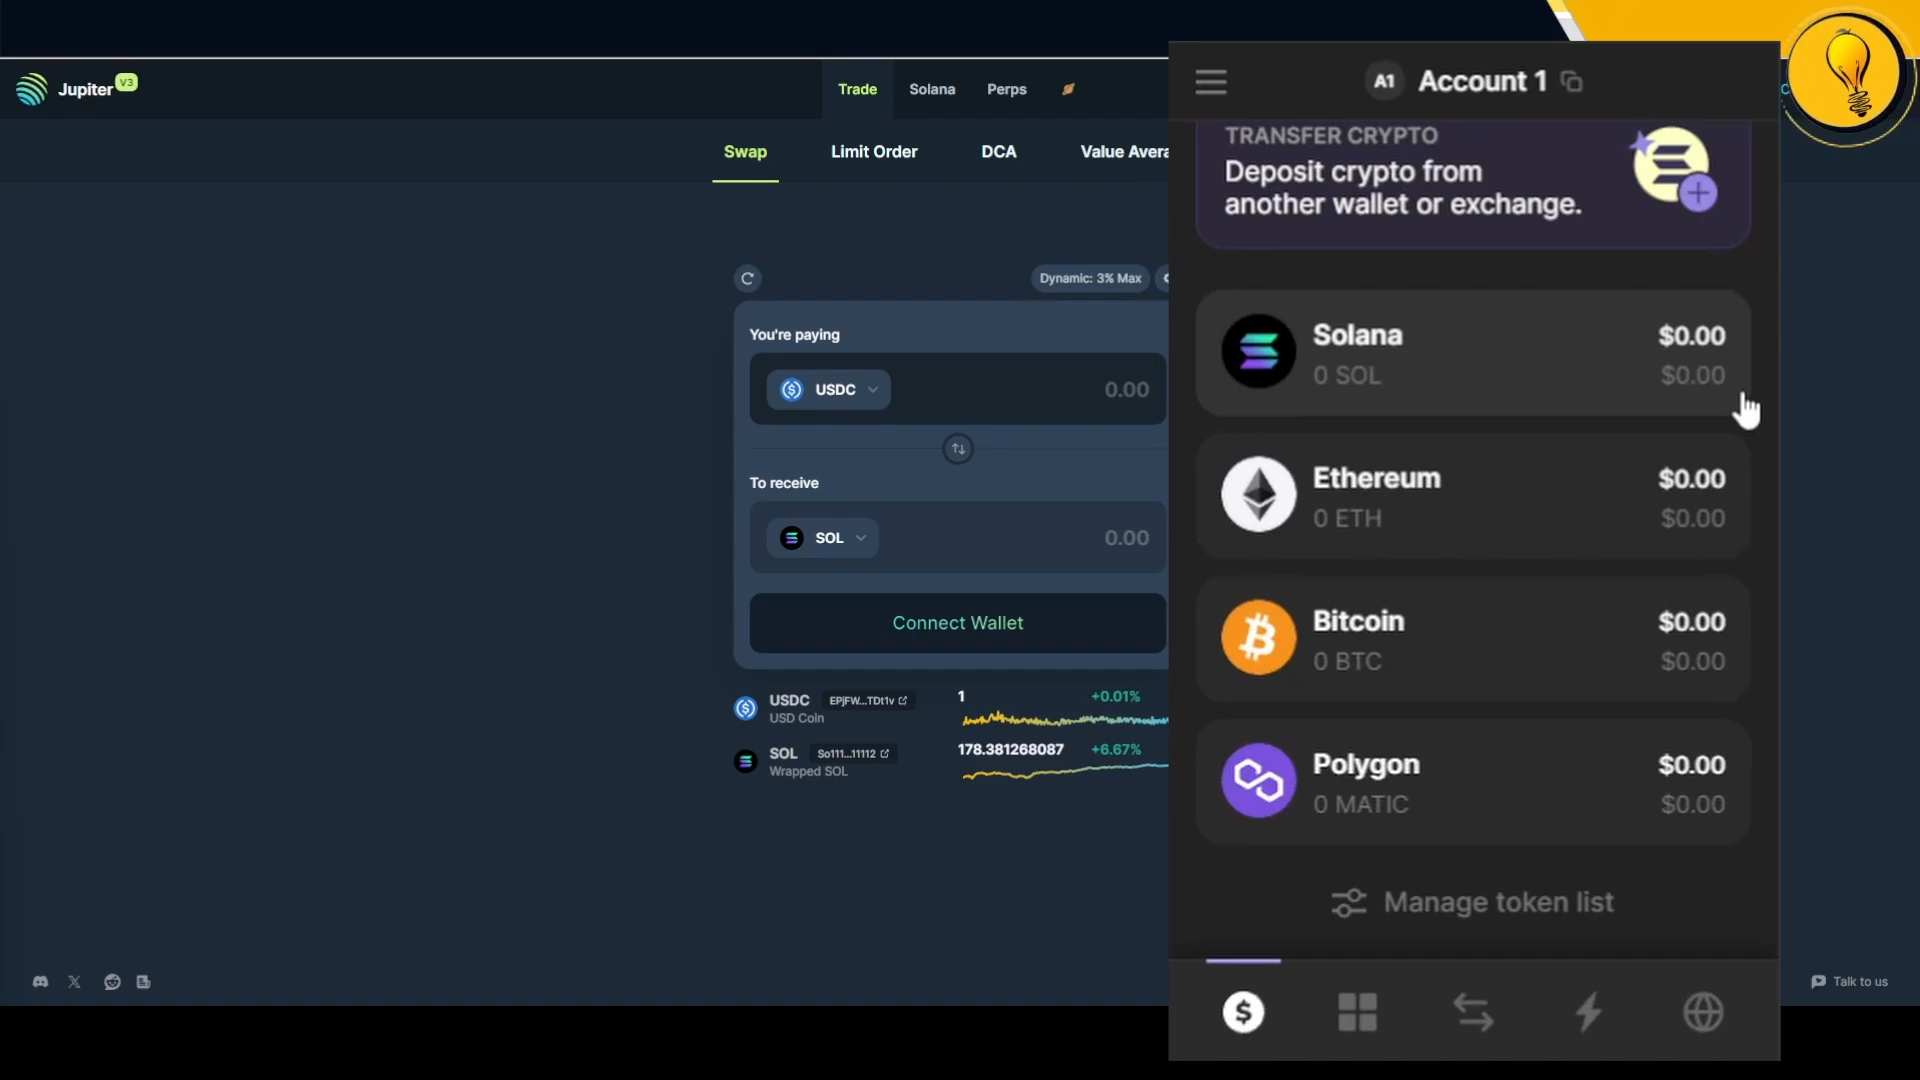 Jupiter V3
Trade
Solana
Perps
Swap
Limit Order
DCA
Value Avera
Dynamic: 3% Max
You're paying
USDC
0.00
To receive
SOL
0.00
Connect Wallet
USDC EPjFW...TDt1v
USD Coin
1
+0.01%
SOL So111...11112
Wrapped SOL
178.381268087
+6.67%
A1 Account 1
TRANSFER CRYPTO
Deposit crypto from
another wallet or exchange.
Solana $0.00
0 SOL $0.00
Ethereum $0.00
0 ETH $0.00
Bitcoin $0.00
0 BTC $0.00
Polygon $0.00
0 MATIC $0.00
Manage token list
Talk to us